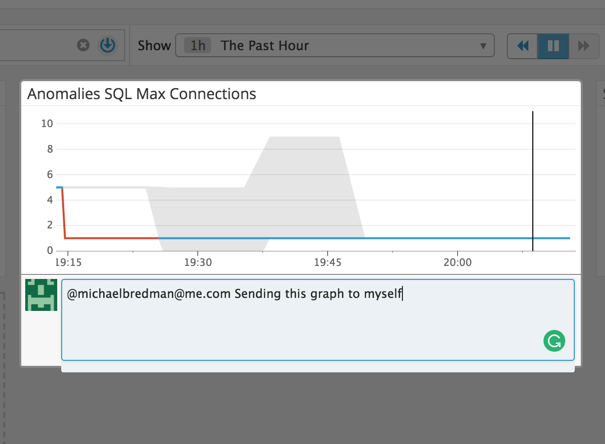 Show 1h The Past Hour
Anomalies SQL Max Connections
10
8
6
4
2
0
19:15 19:30 19:45 20:00
@michaelbredman@me.com Sending this graph to myself